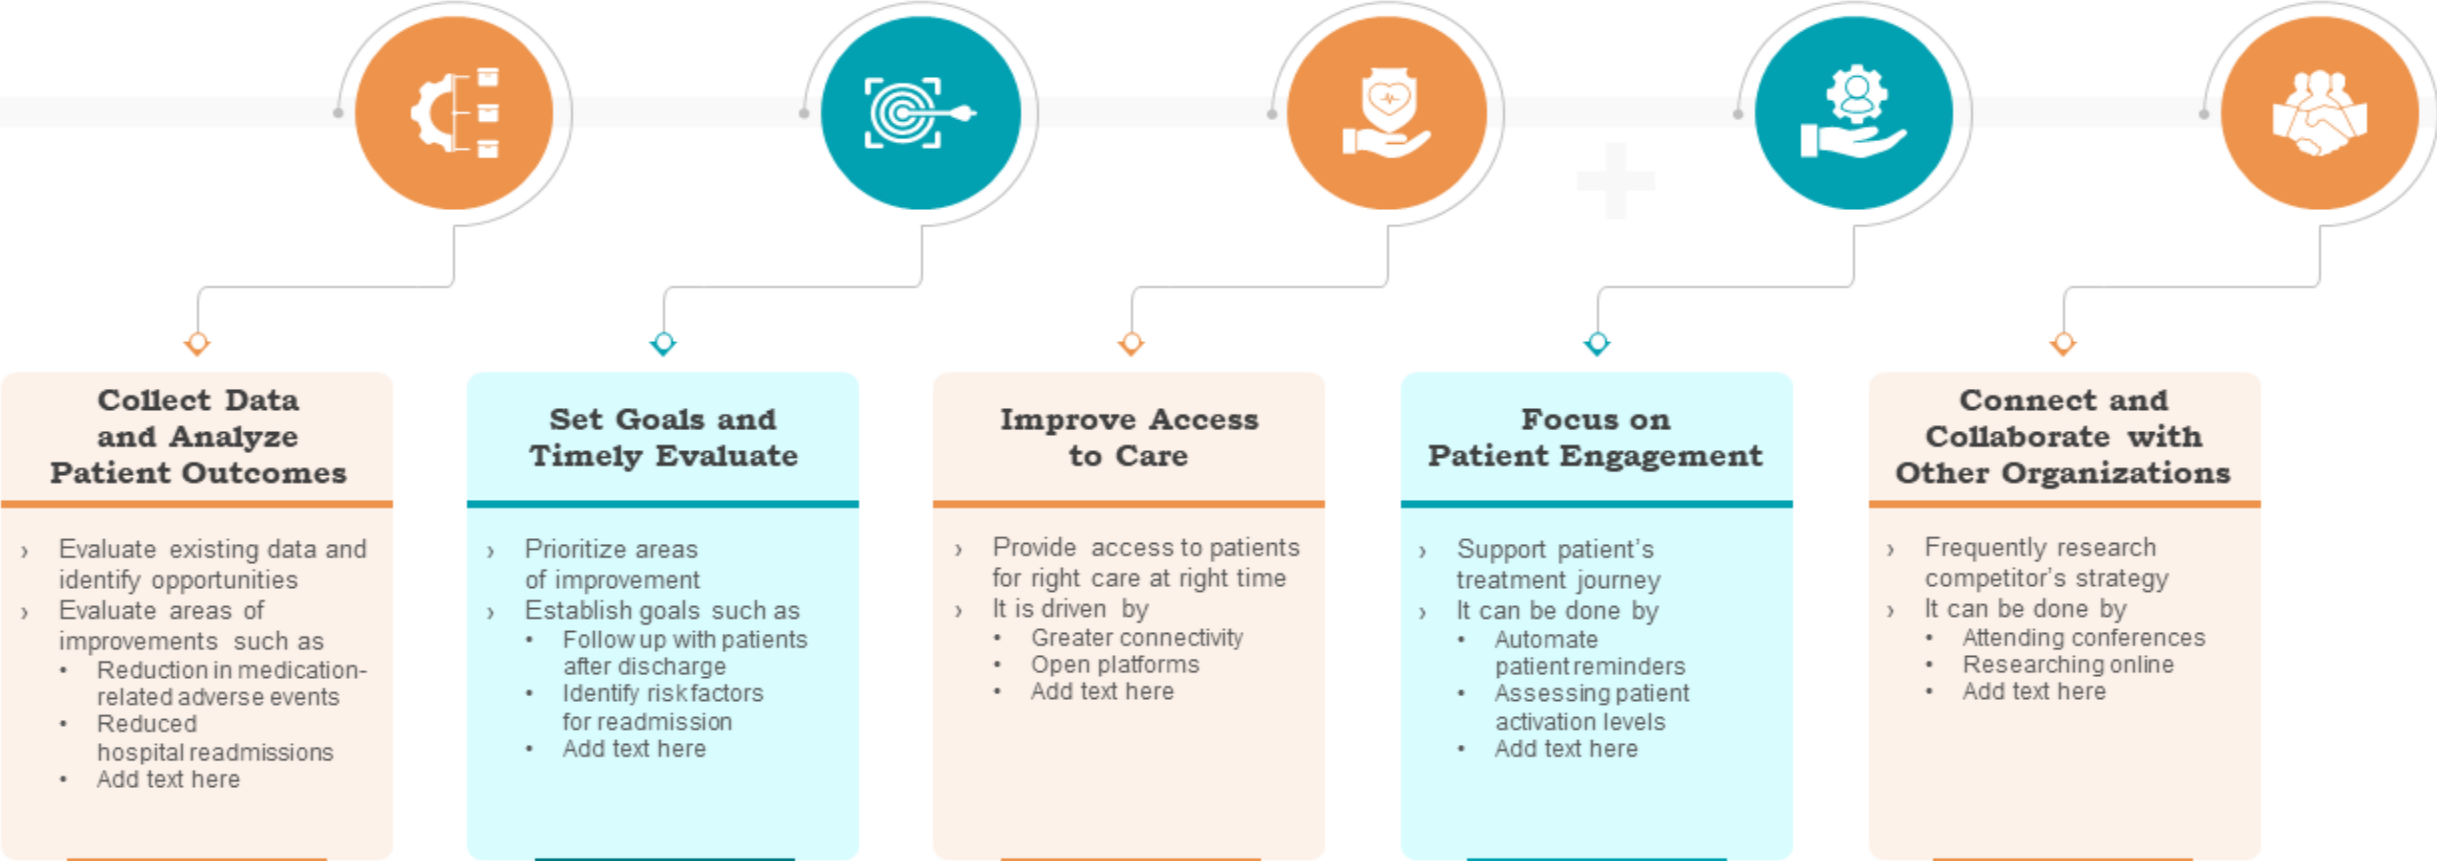 Collect Data
and Analyze
Patient Outcomes
› Evaluate existing data and
identify opportunities
› Evaluate areas of
improvements such as
• Reduction in medication-
related adverse events
• Reduced
hospital readmissions
• Add text here
Set Goals and
Timely Evaluate
› Prioritize areas
of improvement
› Establish goals such as
• Follow up with patients
after discharge
• Identify risk factors
for readmission
• Add text here
Improve Access
to Care
› Provide access to patients
for right care at right time
› It is driven by
• Greater connectivity
• Open platforms
• Add text here
Focus on
Patient Engagement
› Support patient's
treatment journey
› It can be done by
• Automate
patient reminders
• Assessing patient
activation levels
• Add text here
Connect and
Collaborate with
Other Organizations
› Frequently research
competitor's strategy
› It can be done by
• Attending conferences
• Researching online
• Add text here